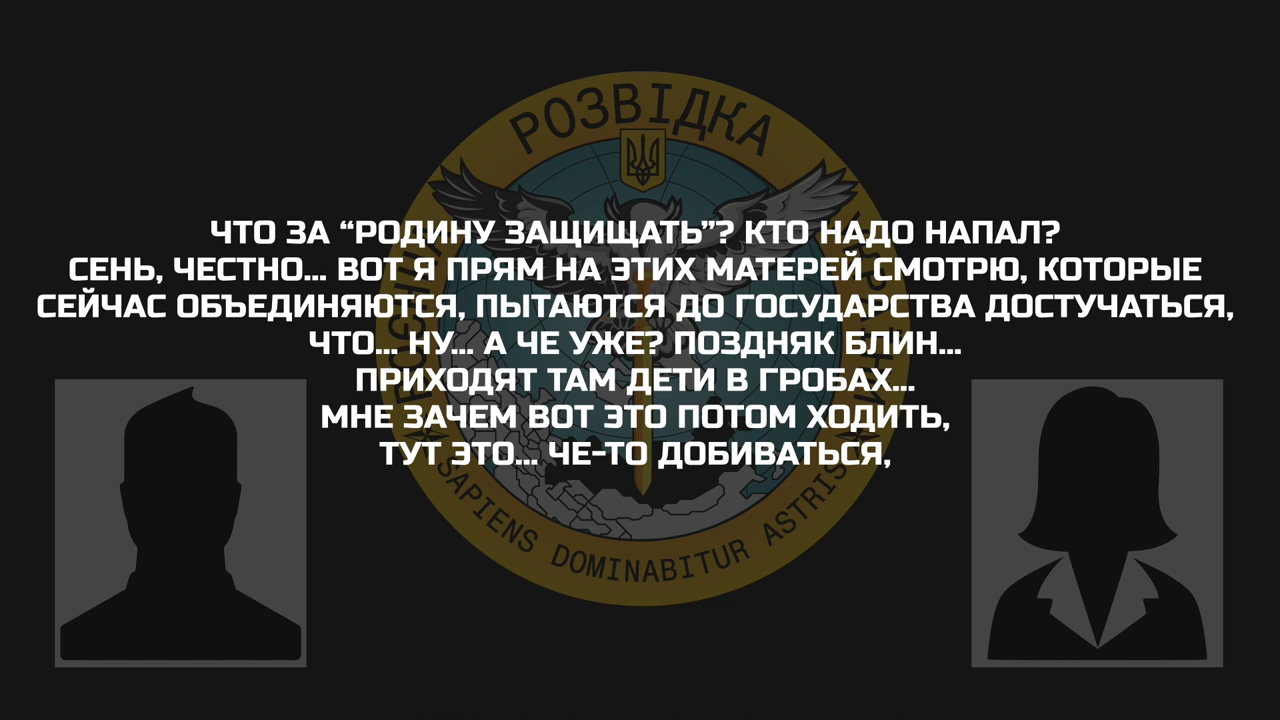 РОЗВІДКА
ЧТО ЗА “РОДИНУ ЗАЩИЩАТЬ”? КТО НАДО НАПАЛ?
СЕНЬ, ЧЕСТНО... ВОТ Я ПРЯМ НА ЭТИХ МАТЕРЕЙ СМОТРЮ, КОТОРЫЕ
СЕЙЧАС ОБЪЕДИНЯЮТСЯ, ПЫТАЮТСЯ ДО ГОСУДАРСТВА ДОСТУЧАТЬСЯ,
ЧТО... НУ... А ЧЕ УЖЕ? ПОЗДНЯК БЛИН...
ПРИХОДЯТ ТАМ ДЕТИ В ГРОБАХ...
МНЕ ЗАЧЕМ ВОТ ЭТО ПОТОМ ХОДИТЬ,
ТУТ ЭТО... ЧЕ-ТО ДОБИВАТЬСЯ,
SAPIENS DOMINABITUR ASTRIS